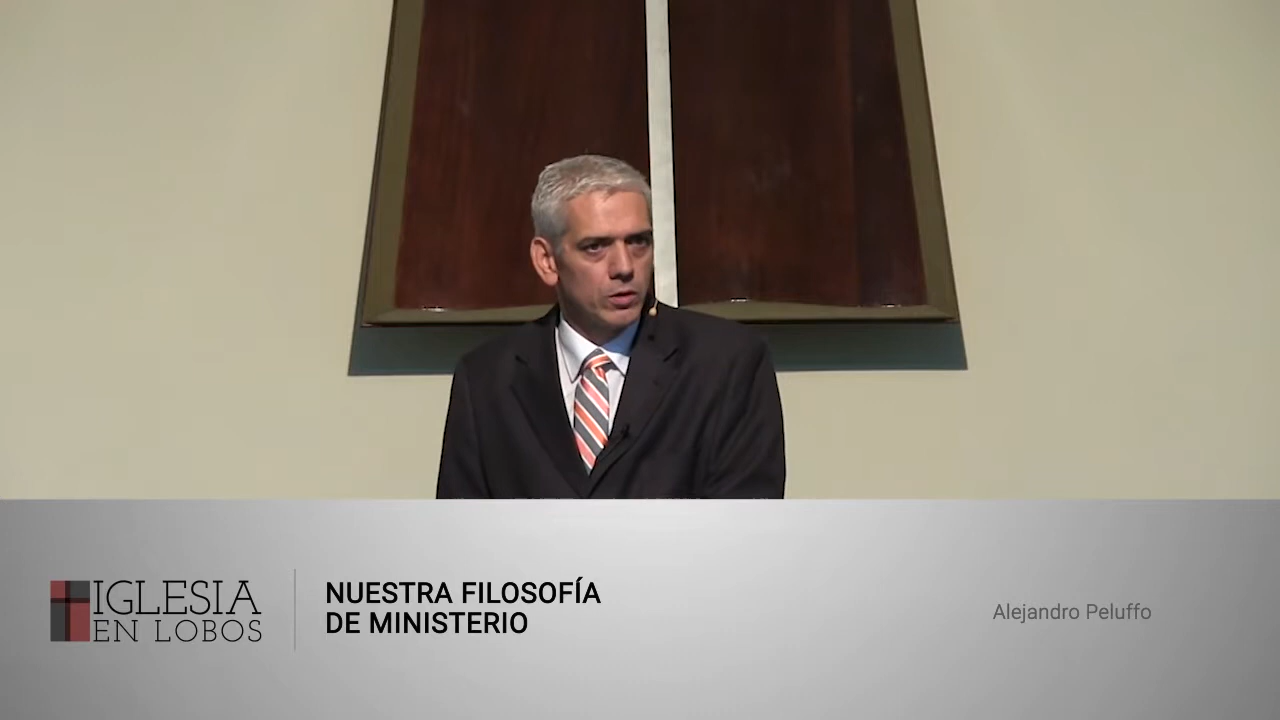 IGLESIA
EN LOBOS
NUESTRA FILOSOFÍA
DE MINISTERIO
Alejandro Peluffo